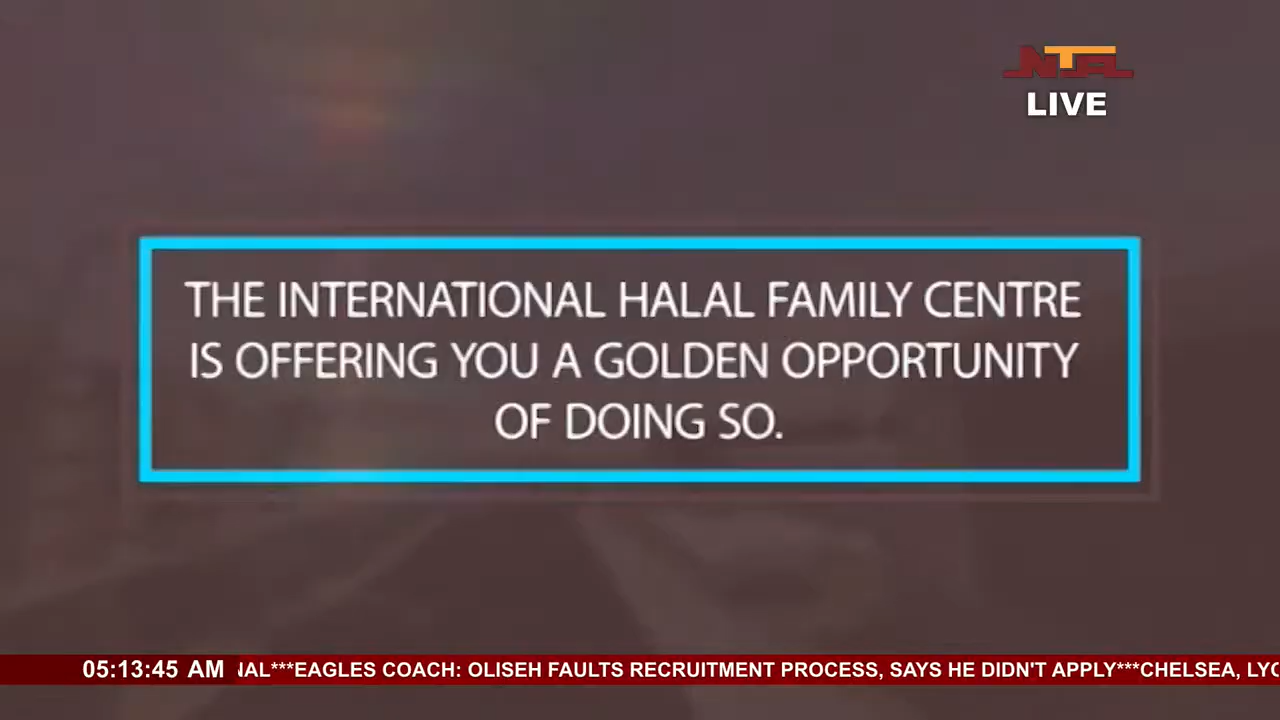 NTA
LIVE
THE INTERNATIONAL HALAL FAMILY CENTRE
IS OFFERING YOU A GOLDEN OPPORTUNITY
OF DOING SO.
05:13:45 AM
***EAGLES COACH: OLISEH FAULTS RECRUITMENT PROCESS, SAYS HE DIDN'T APPLY***CHELSEA,